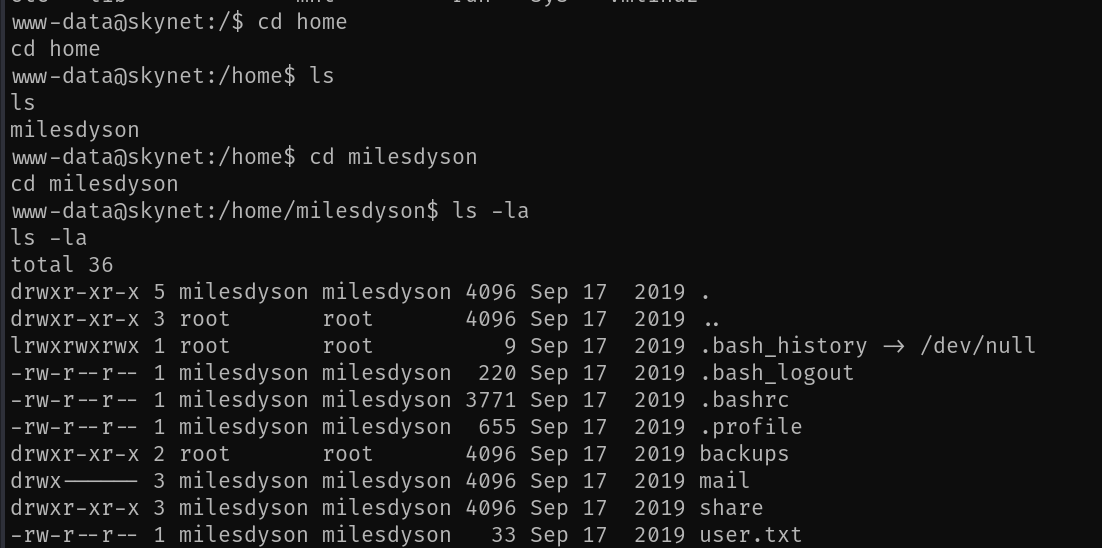 www-data@skynet:/$ cd home
cd home
www-data@skynet:/home$ ls
ls
milesdyson
www-data@skynet:/home$ cd milesdyson
cd milesdyson
www-data@skynet:/home/milesdyson$ ls -la
ls -la
total 36
drwxr-xr-x 5 milesdyson milesdyson 4096 Sep 17  2019 .
drwxr-xr-x 3 root       root       4096 Sep 17  2019 ..
lrwxrwxrwx 1 root       root          9 Sep 17  2019 .bash_history -> /dev/null
-rw-r--r-- 1 milesdyson milesdyson  220 Sep 17  2019 .bash_logout
-rw-r--r-- 1 milesdyson milesdyson 3771 Sep 17  2019 .bashrc
-rw-r--r-- 1 milesdyson milesdyson  655 Sep 17  2019 .profile
drwxr-xr-x 2 root       root       4096 Sep 17  2019 backups
drwx------ 3 milesdyson milesdyson 4096 Sep 17  2019 mail
drwxr-xr-x 3 milesdyson milesdyson 4096 Sep 17  2019 share
-rw-r--r-- 1 milesdyson milesdyson   33 Sep 17  2019 user.txt